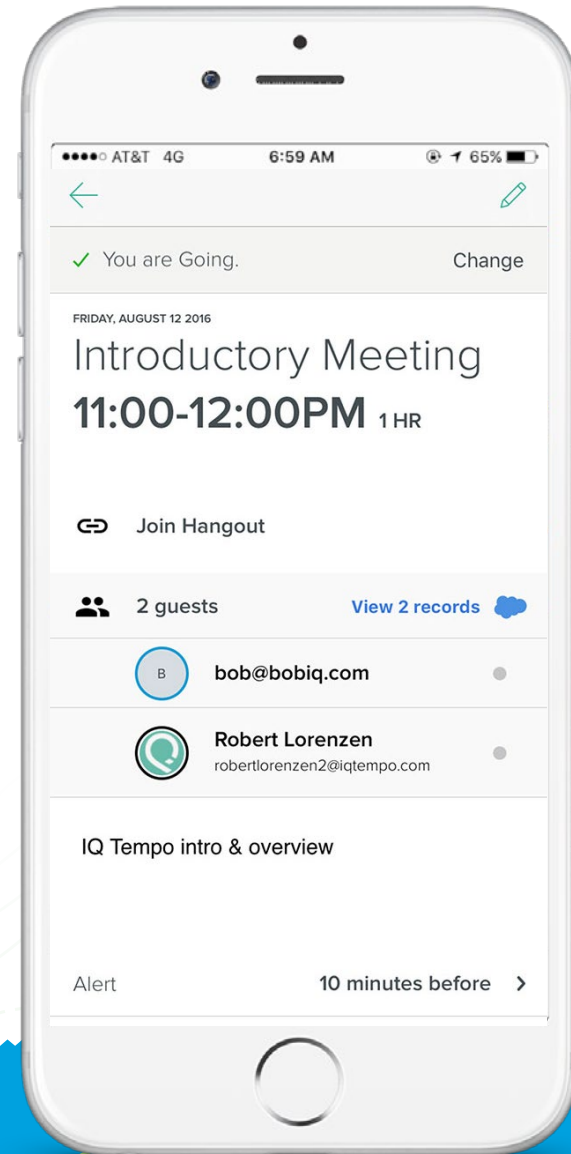 AT&T 4G 6:59 AM 65%
You are Going. Change
FRIDAY, AUGUST 12 2016
Introductory Meeting
11:00-12:00PM 1 HR
Join Hangout
2 guests View 2 records
B bob@bobiq.com
Robert Lorenzen
robertlorenzen2@iqtempo.com
IQ Tempo intro & overview
Alert 10 minutes before